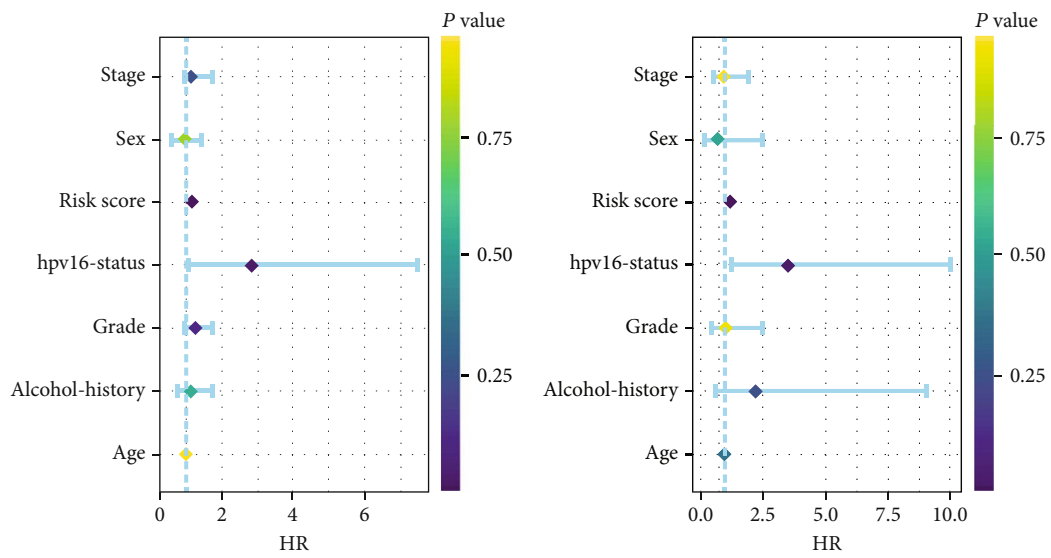 P value
Stage
Sex
Risk score
hpv16-status
Grade
Alcohol-history
Age
0.75
0.50
0.25
0 2 4 6
HR
P value
Stage
Sex
Risk score
hpv16-status
Grade
Alcohol-history
Age
0.75
0.50
0.25
0.0 2.5 5.0 7.5 10.0
HR